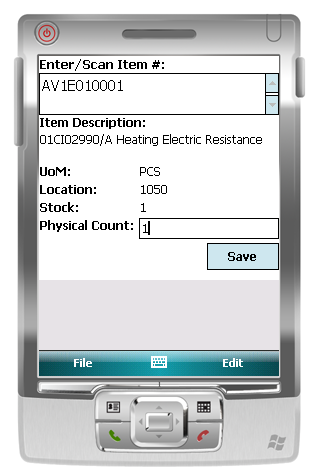 Enter/Scan Item #:
AV1E010001
Item Description:
01CI02990/A Heating Electric Resistance
UoM: PCS
Location: 1050
Stock: 1
Physical Count: 1
Save
File Edit